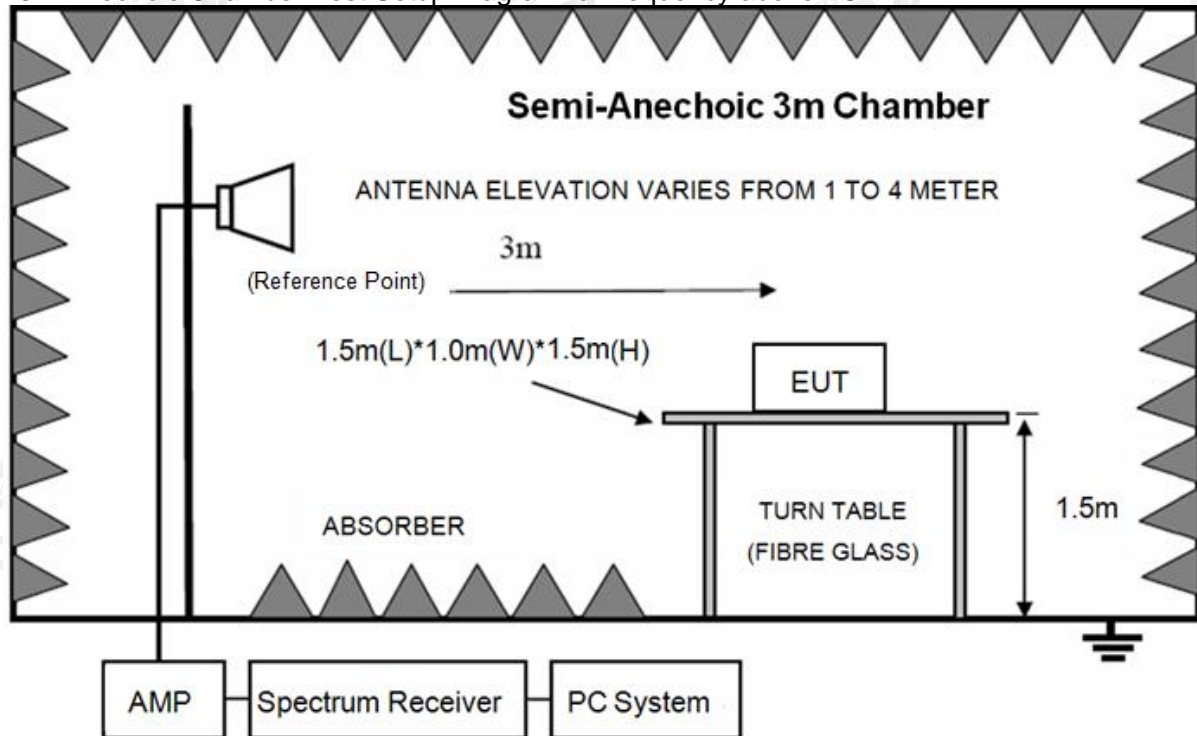 Semi-Anechoic 3m Chamber
ANTENNA ELEVATION VARIES FROM 1 TO 4 METER
3m
(Reference Point)
1.5m(L)*1.0m(W)*1.5m(H)
EUT
ABSORBER
TURN TABLE
(FIBRE GLASS)
1.5m
AMP
Spectrum Receiver
PC System